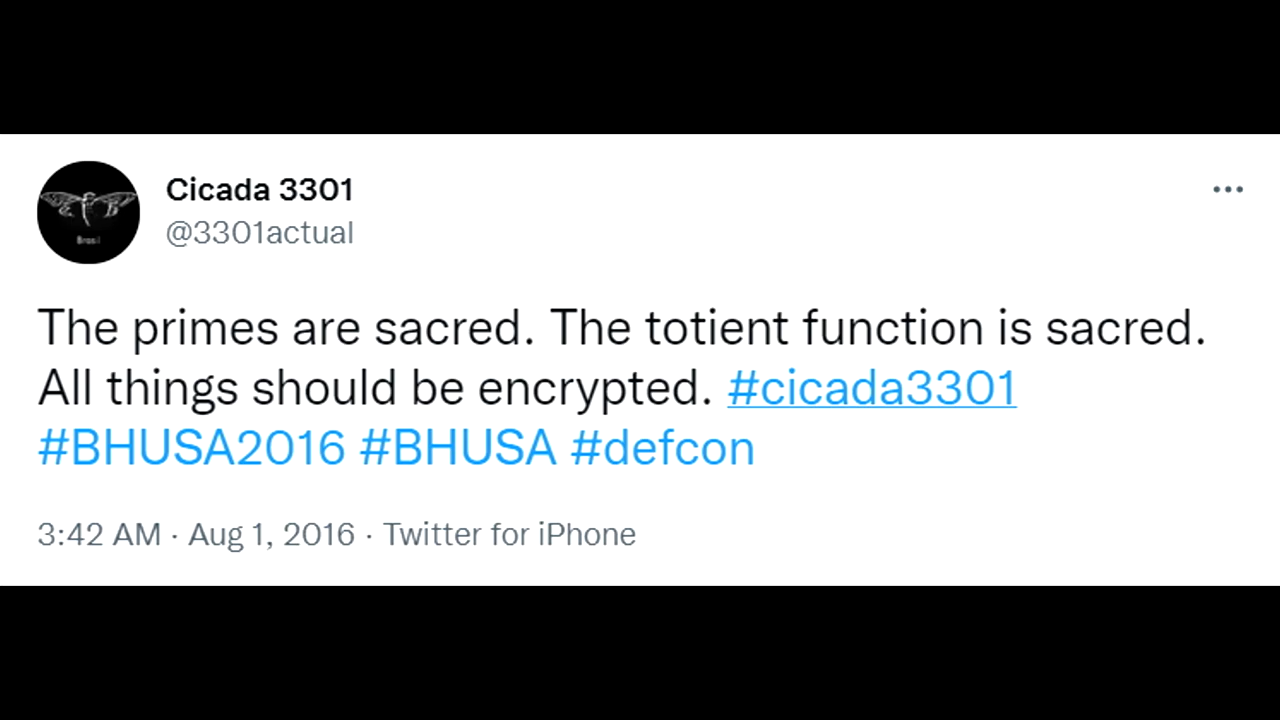 Cicada 3301
@3301actual
The primes are sacred. The totient function is sacred.
All things should be encrypted. #cicada3301
#BHUSA2016 #BHUSA #defcon
3:42 AM · Aug 1, 2016 · Twitter for iPhone